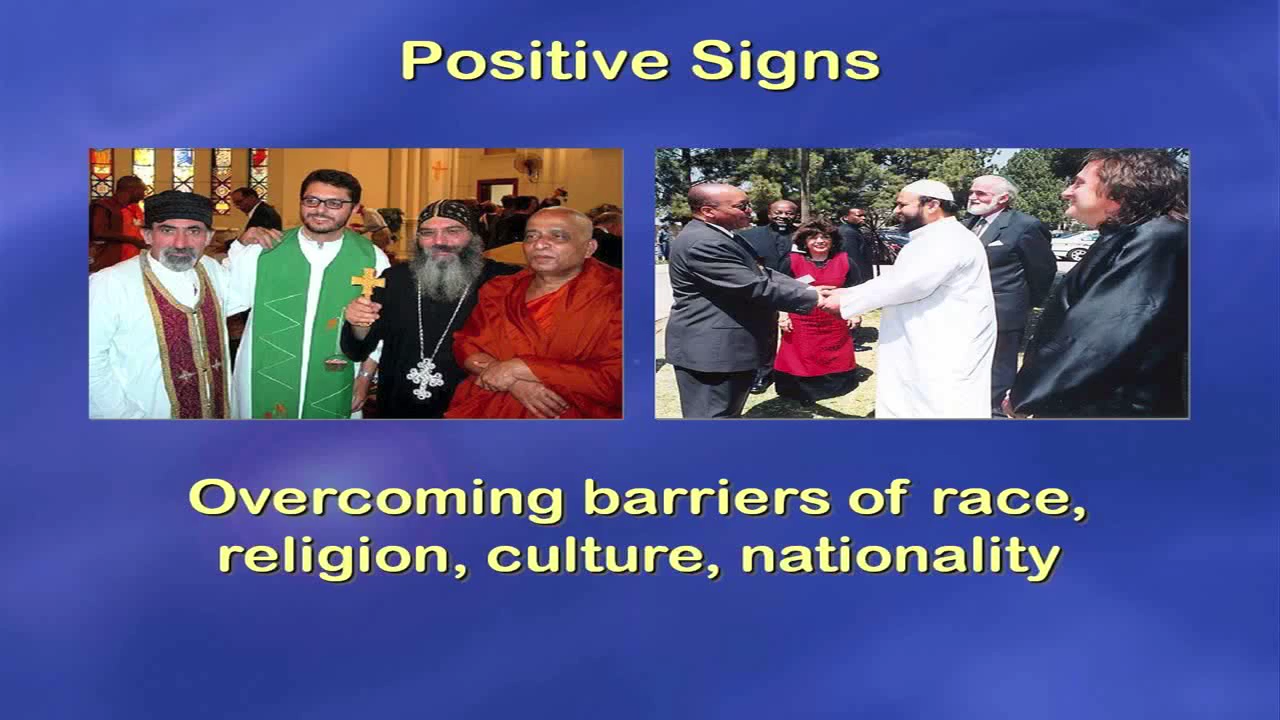 Positive Signs
Overcoming barriers of race,
religion, culture, nationality